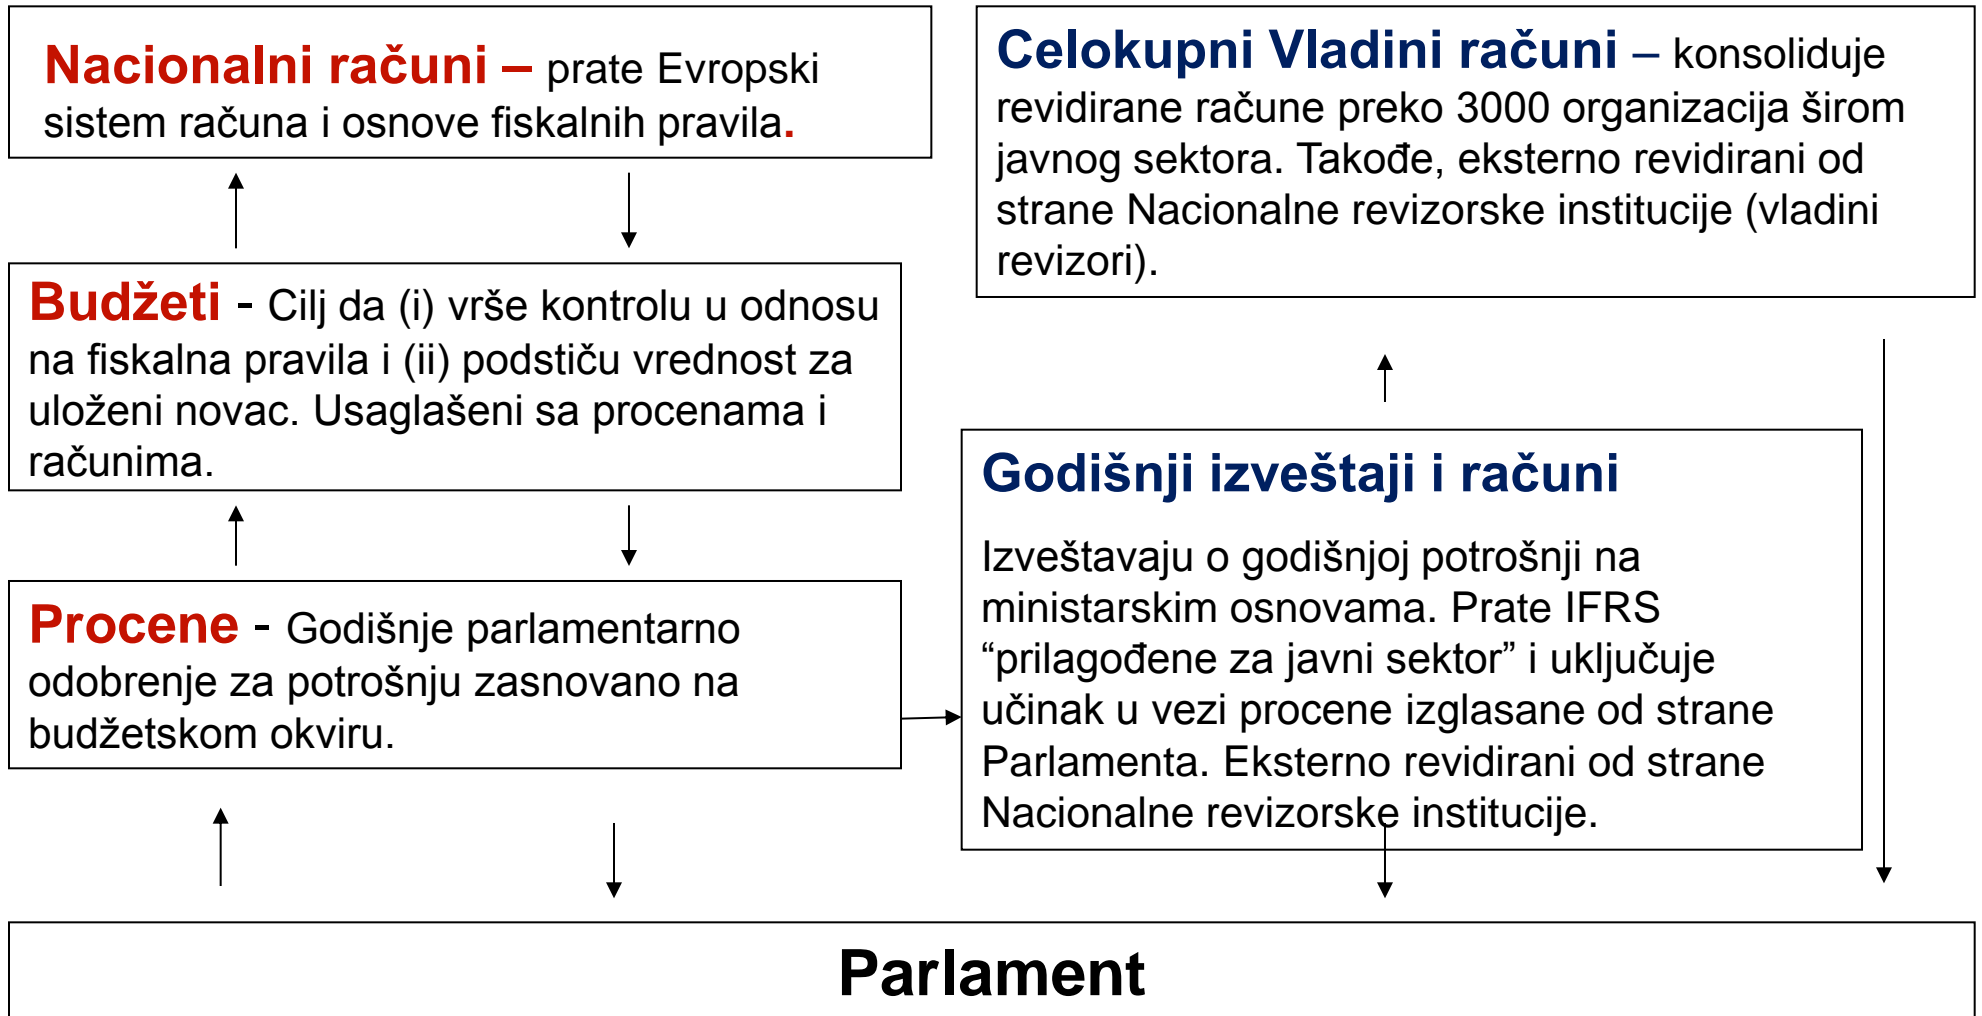 Nacionalni računi – prate Evropski
sistem računa i osnove fiskalnih pravila.
Budžeti - Cilj da (i) vrše kontrolu u odnosu
na fiskalna pravila i (ii) podstiču vrednost za
uloženi novac. Usaglašeni sa procenama i
računima.
Procene - Godišnje parlamentarno
odobrenje za potrošnju zasnovano na
budžetskom okviru.
Celokupni Vladini računi – konsoliduje
revidirane račune preko 3000 organizacija širom
javnog sektora. Takođe, eksterno revidirani od
strane Nacionalne revizorske institucije (vladini
revizori).
Godišnji izveštaji i računi
Izveštavaju o godišnjoj potrošnji na
ministarskim osnovama. Prate IFRS
“prilagođene za javni sektor” i uključuje
učinak u vezi procene izglasane od strane
Parlamenta. Eksterno revidirani od strane
Nacionalne revizorske institucije.
Parlament